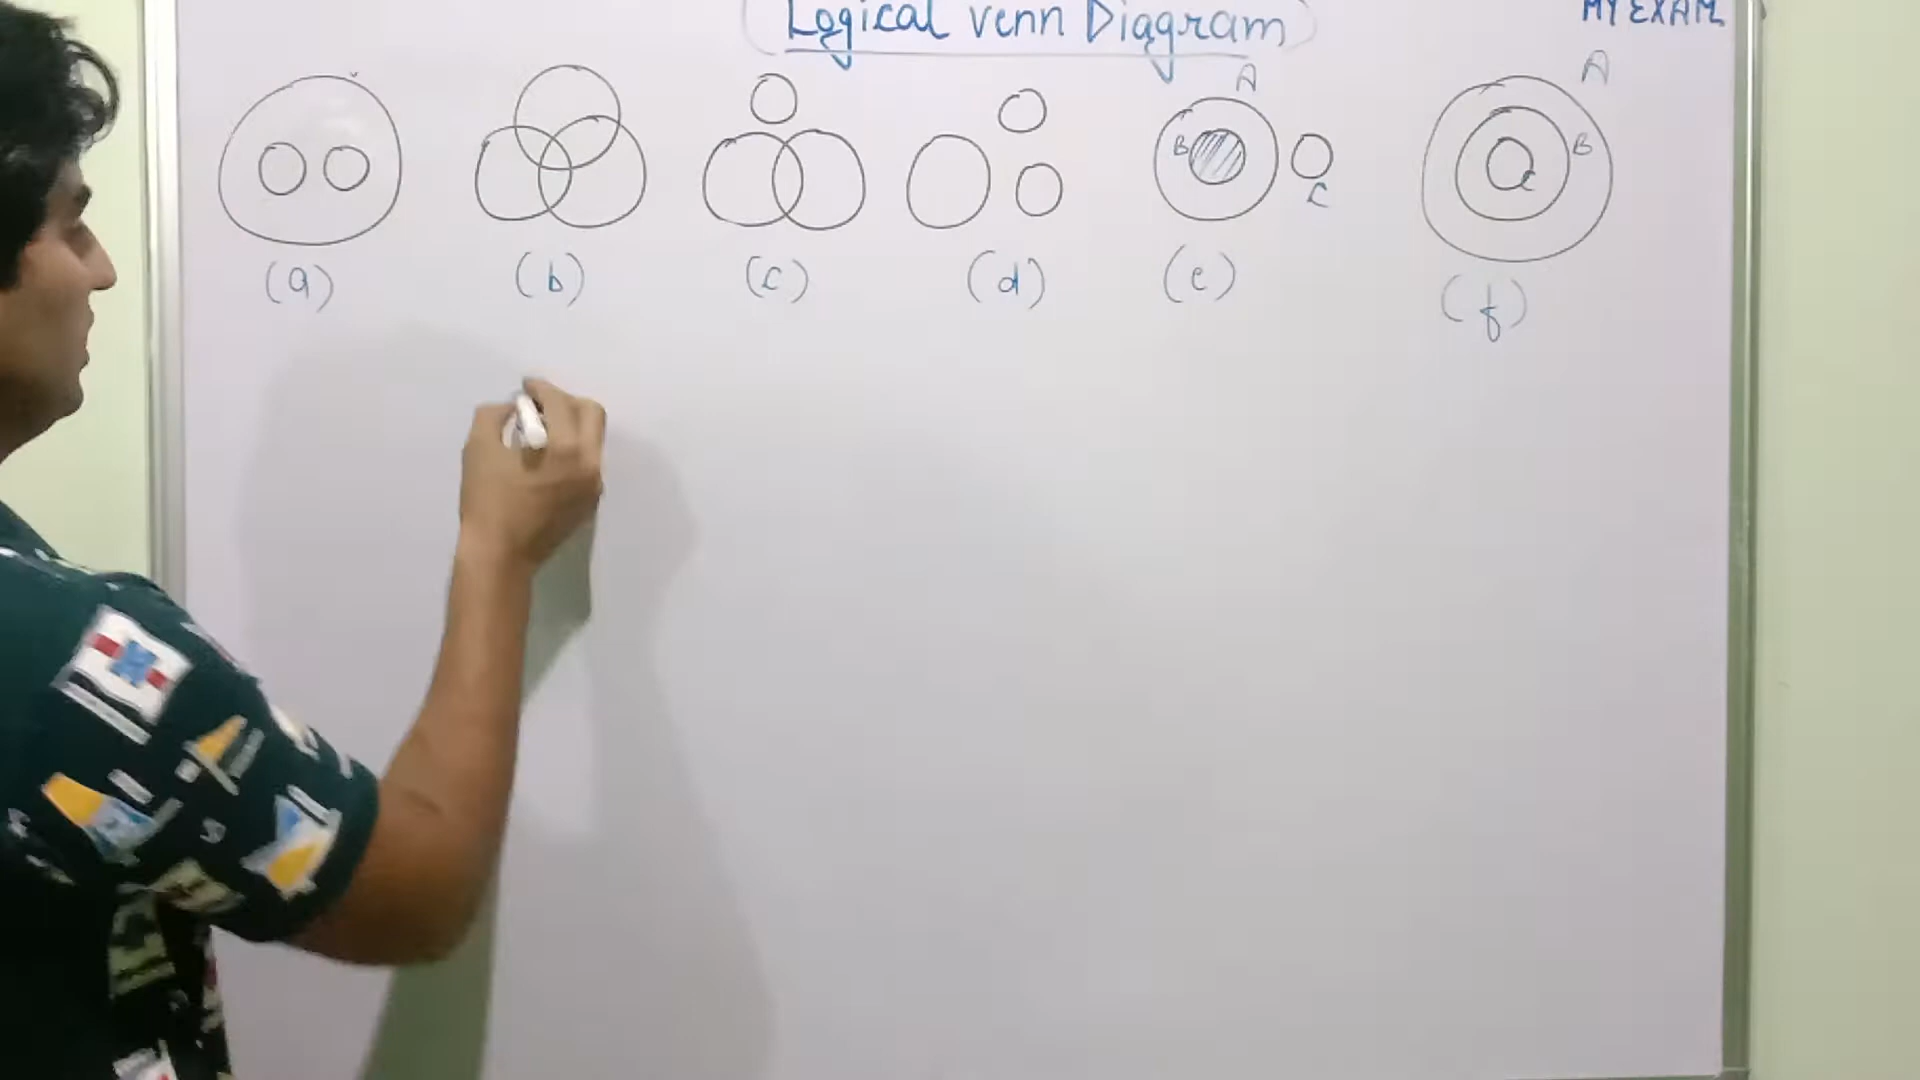 Logical Venn Diagram
MY EXAM
A
B
C
A
B
C
(a)
(b)
(c)
(d)
(e)
(f)